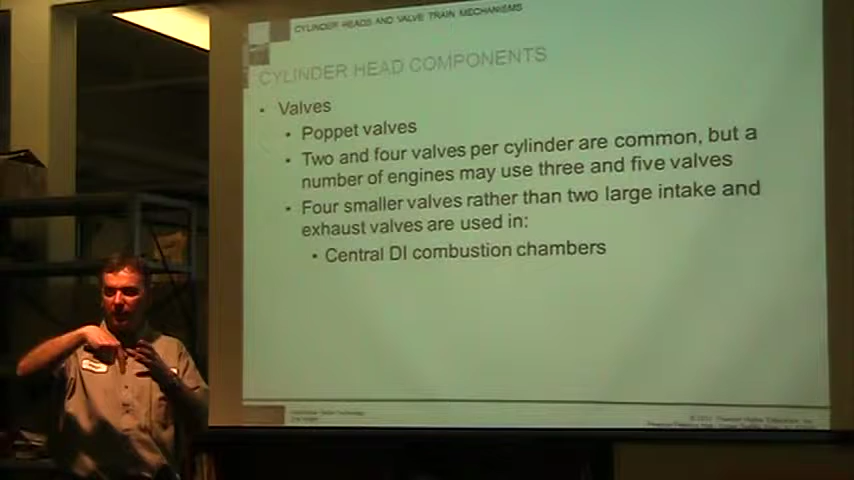 CYLINDER HEADS AND VALVE TRAIN MECHANISMS
CYLINDER HEAD COMPONENTS
• Valves
• Poppet valves
• Two and four valves per cylinder are common, but a
number of engines may use three and five valves
• Four smaller valves rather than two large intake and
exhaust valves are used in:
• Central DI combustion chambers